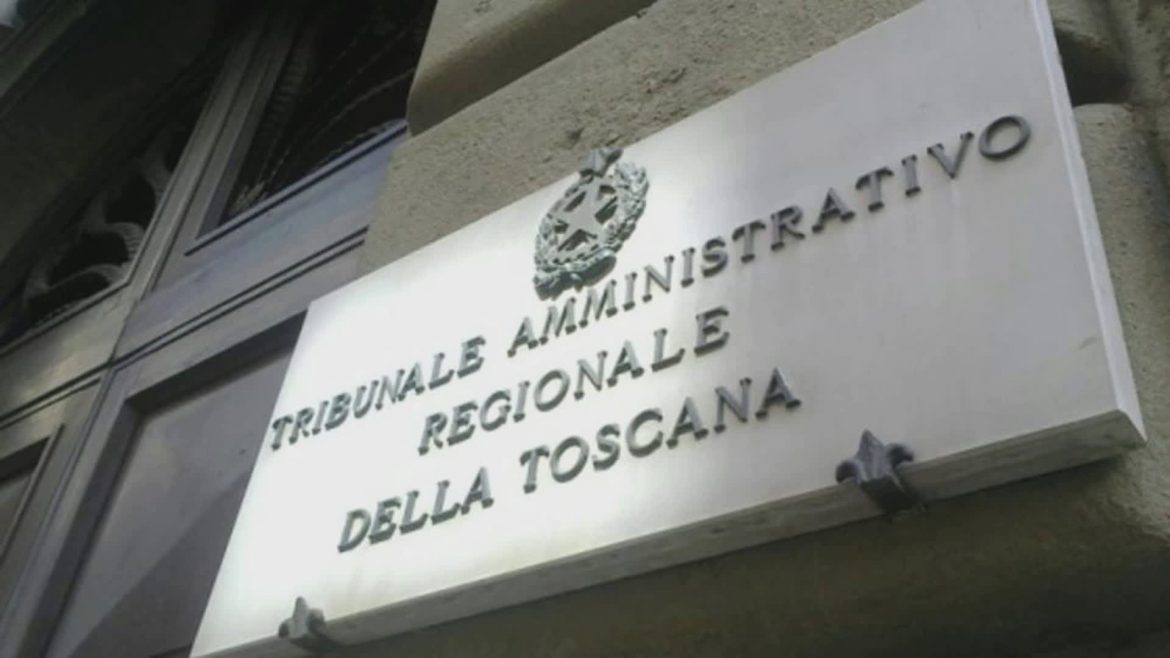 TRIBUNALE AMMINISTRATIVO
REGIONALE
DELLA TOSCANA